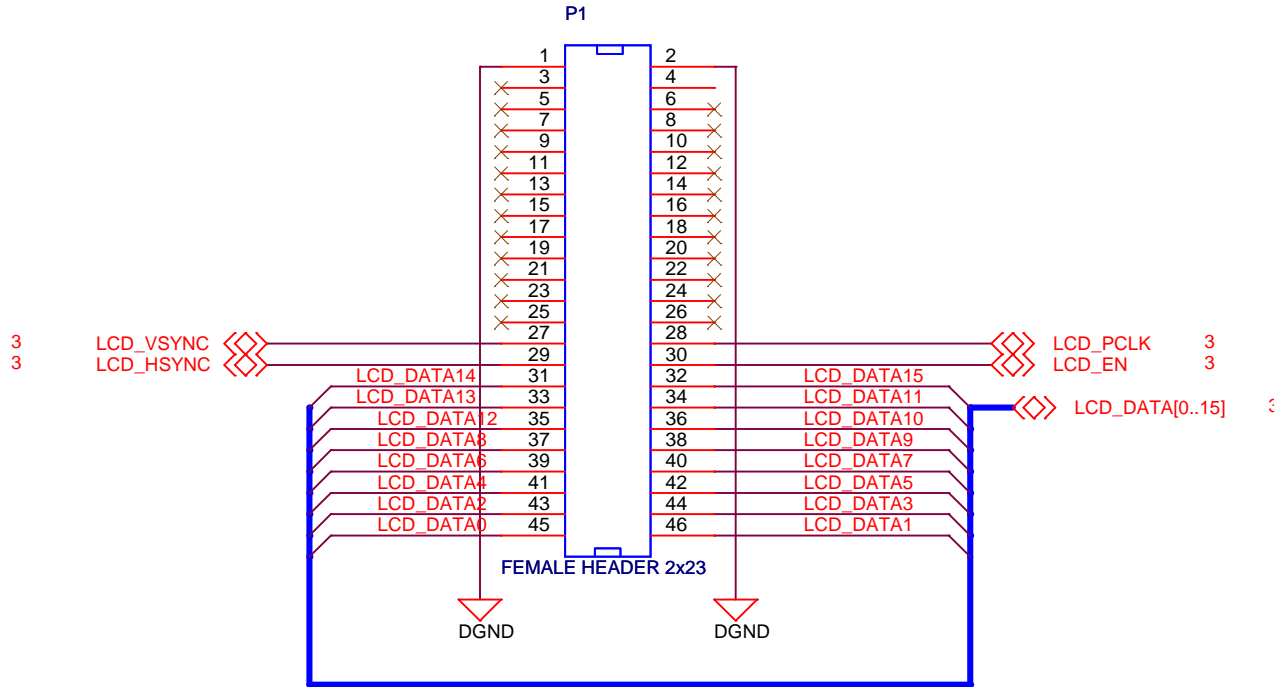 P1
1 2
3 4
5 6
7 8
9 10
11 12
13 14
15 16
17 18
19 20
21 22
23 24
25 26
3 LCD_VSYNC 27 28 LCD_PCLK 3
3 LCD_HSYNC 29 30 LCD_EN 3
LCD_DATA14 31 32 LCD_DATA15
LCD_DATA13 33 34 LCD_DATA11 LCD_DATA[0..15] 3
LCD_DATA12 35 36 LCD_DATA10
LCD_DATA8 37 38 LCD_DATA9
LCD_DATA6 39 40 LCD_DATA7
LCD_DATA4 41 42 LCD_DATA5
LCD_DATA2 43 44 LCD_DATA3
LCD_DATA0 45 46 LCD_DATA1
FEMALE HEADER 2x23
DGND DGND